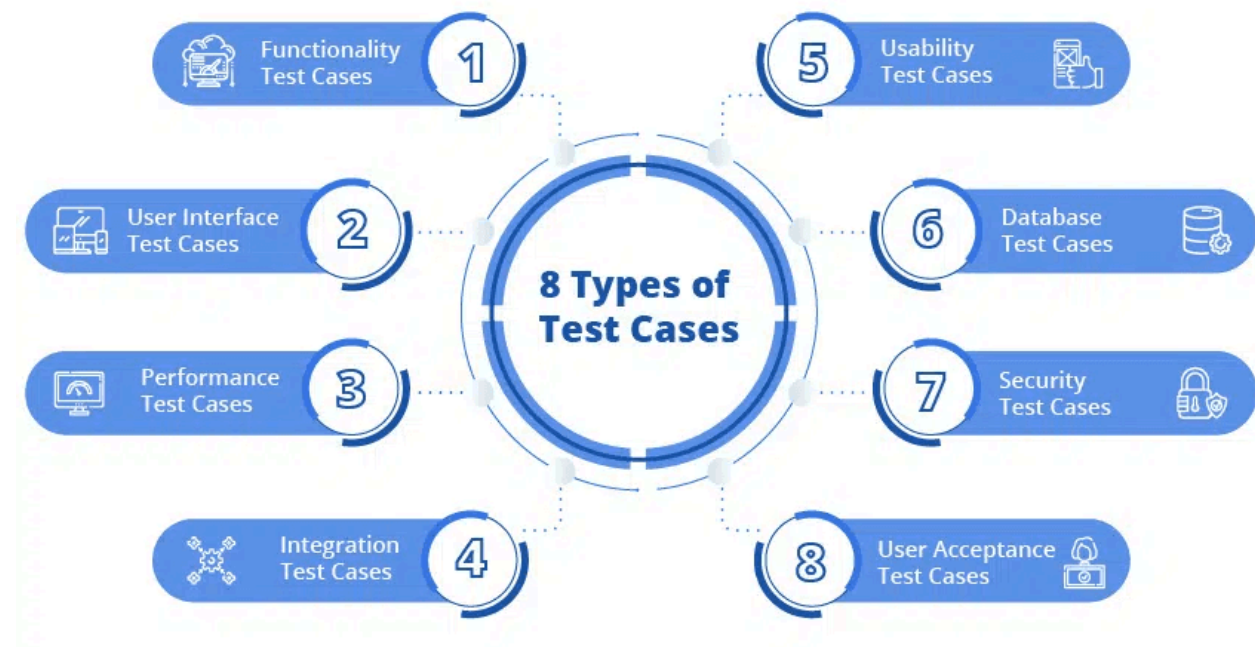 1
Functionality
Test Cases
2
User Interface
Test Cases
3
Performance
Test Cases
4
Integration
Test Cases
8 Types of
Test Cases
5
Usability
Test Cases
6
Database
Test Cases
7
Security
Test Cases
8
User Acceptance
Test Cases